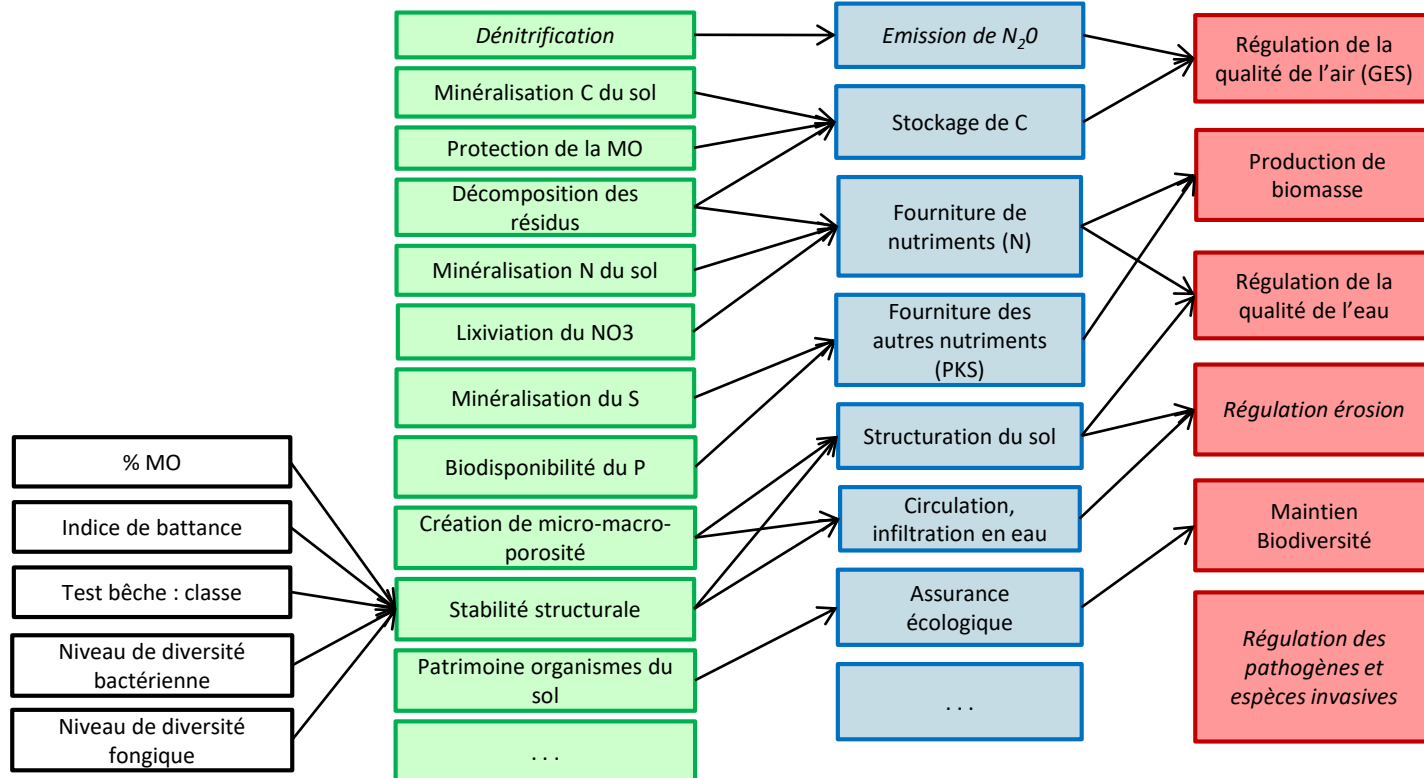 Dénitrification
Minéralisation C du sol
Protection de la MO
Décomposition des
résidus
Minéralisation N du sol
Lixiviation du NO3
Minéralisation du S
Biodisponibilité du P
Création de micro-macro-
porosité
Stabilité structurale
Patrimoine organismes du
sol
. . .
% MO
Indice de battance
Test bêche : classe
Niveau de diversité
bactérienne
Niveau de diversité
fongique
Emission de N₂0
Stockage de C
Fourniture de
nutriments (N)
Fourniture des
autres nutriments
(PKS)
Structuration du sol
Circulation,
infiltration en eau
Assurance
écologique
. . .
Régulation de la
qualité de l’air (GES)
Production de
biomasse
Régulation de la
qualité de l’eau
Régulation érosion
Maintien
Biodiversité
Régulation des
pathogènes et
espèces invasives